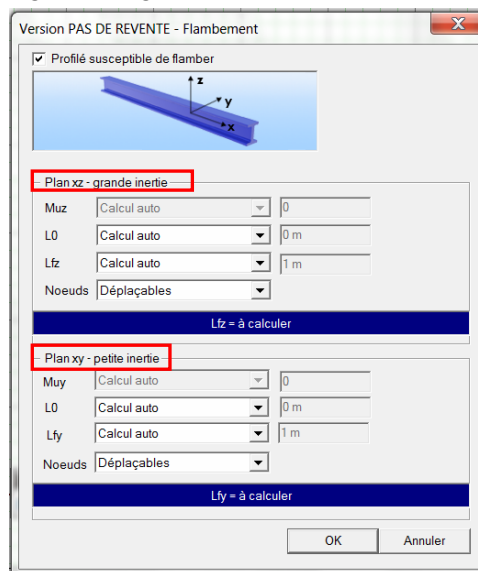 Version PAS DE REVENTE - Flambement
X
Profilé susceptible de flamber
z
y
x
Plan xz - grande inertie
Muz Calcul auto 0
L0 Calcul auto 0 m
Lfz Calcul auto 1 m
Noeuds Déplaçables
Lfz = à calculer
Plan xy - petite inertie
Muy Calcul auto 0
L0 Calcul auto 0 m
Lfy Calcul auto 1 m
Noeuds Déplaçables
Lfy = à calculer
OK Annuler